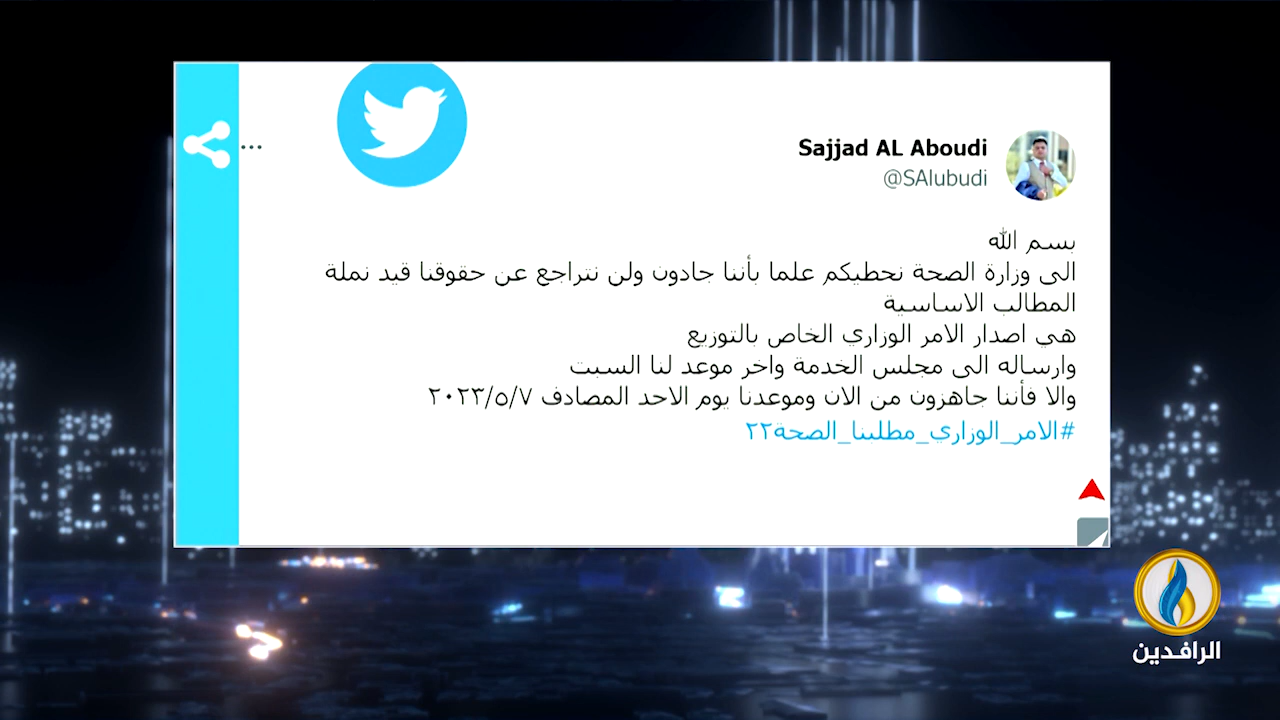 Sajjad AL Aboudi
@SAlubudi
بسم الله
الى وزارة الصحة نحطيكم علما بأننا جادون ولن نتراجع عن حقوقنا قيد نملة
المطالب الاساسية
هي اصدار الامر الوزاري الخاص بالتوزيع
وارساله الى مجلس الخدمة واخر موعد لنا السبت
والا فأننا جاهزون من الان وموعدنا يوم الاحد المصادف ٢٠٢٣/٥/٧
#الامر_الوزاري_مطلبنا_الصحة٢٢
الرافدين